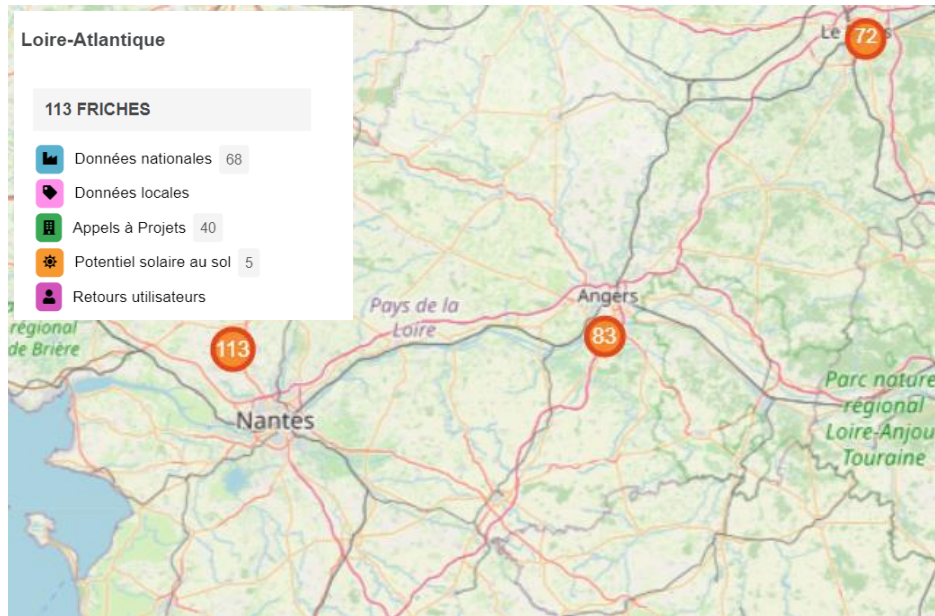 Loire-Atlantique
113 FRICHES
Données nationales 68
Données locales
Appels à Projets 40
Potentiel solaire au sol 5
Retours utilisateurs
72
Pays de la
Loire
Angers
régional
de Brière
113
83
Nantes
Parc nature
régional
Loire-Anjou
Touraine